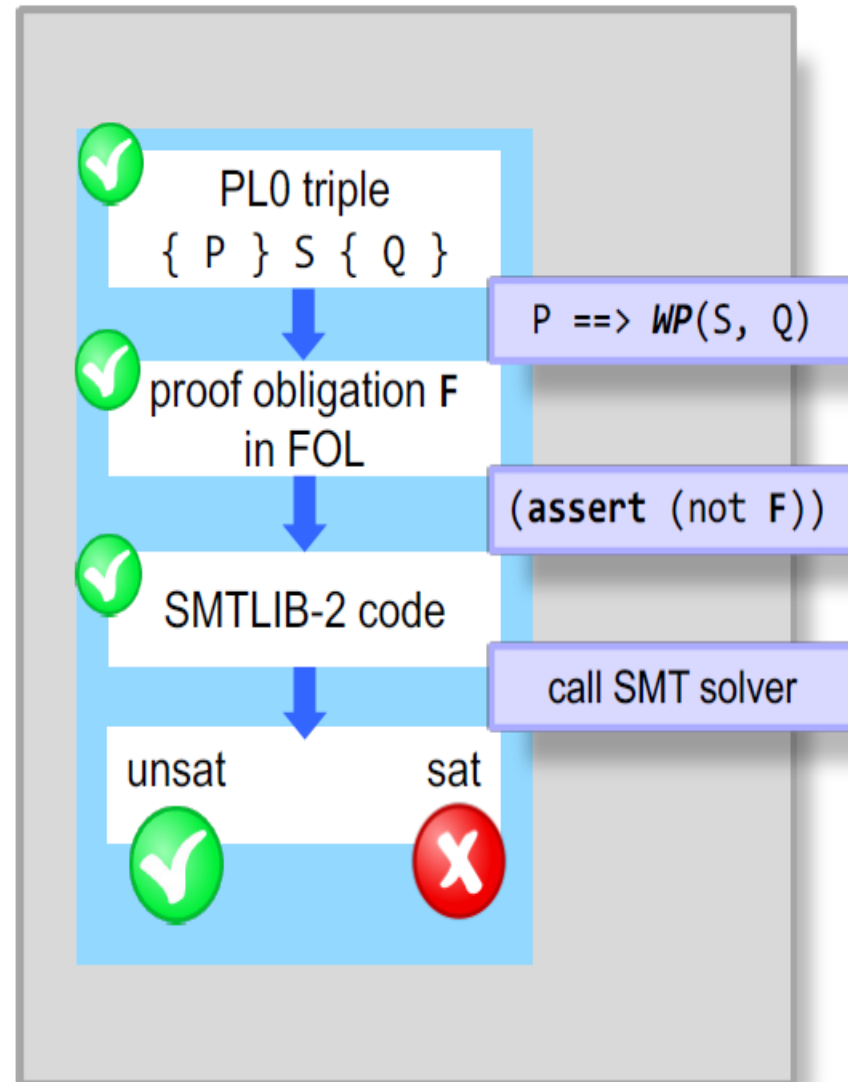 PL0 triple
{ P } S { Q }
P ==> WP(S, Q)
proof obligation F
in FOL
(assert (not F))
SMTLIB-2 code
call SMT solver
unsat sat